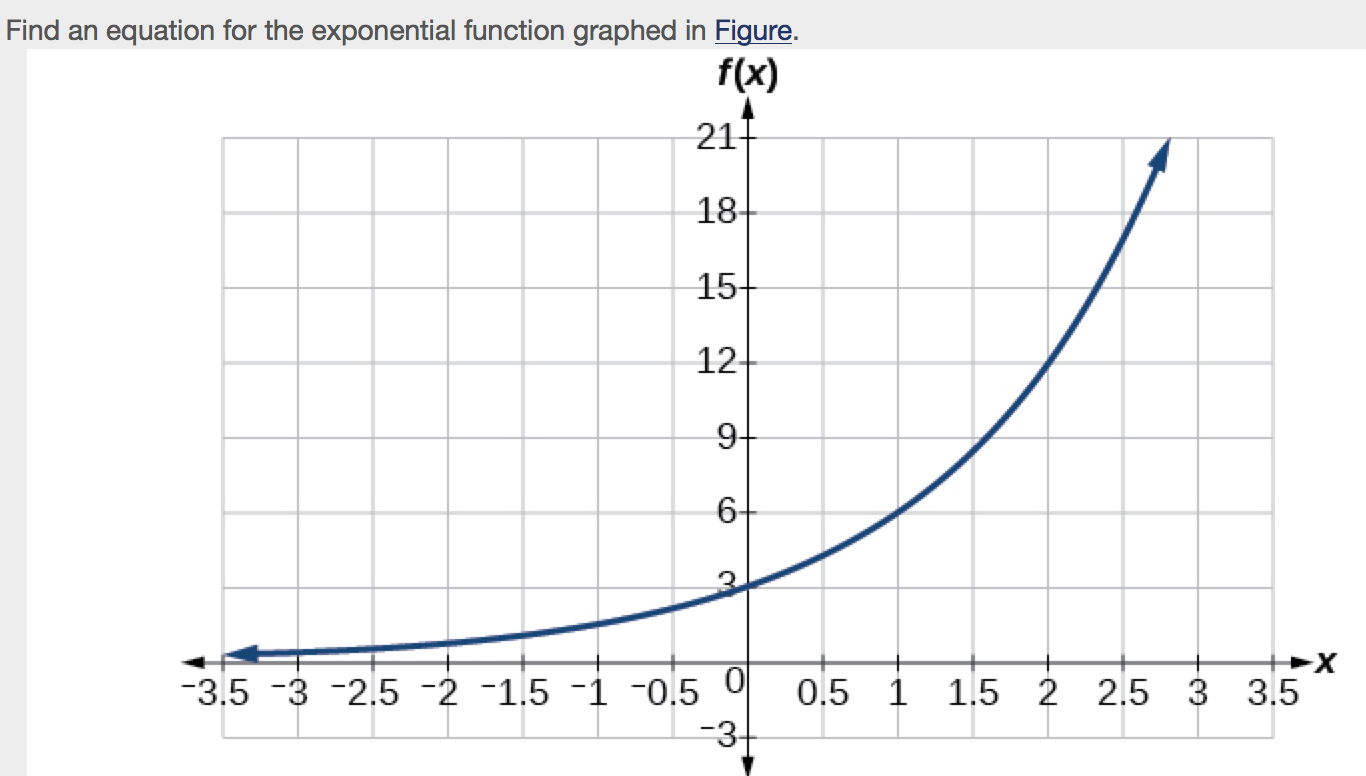 Find an equation for the exponential function graphed in Figure.
f(x)
21
18
15
12
9
6
3
x
−3.5 −3 −2.5 −2 −1.5 −1 −0.5 0 0.5 1 1.5 2 2.5 3 3.5
−3